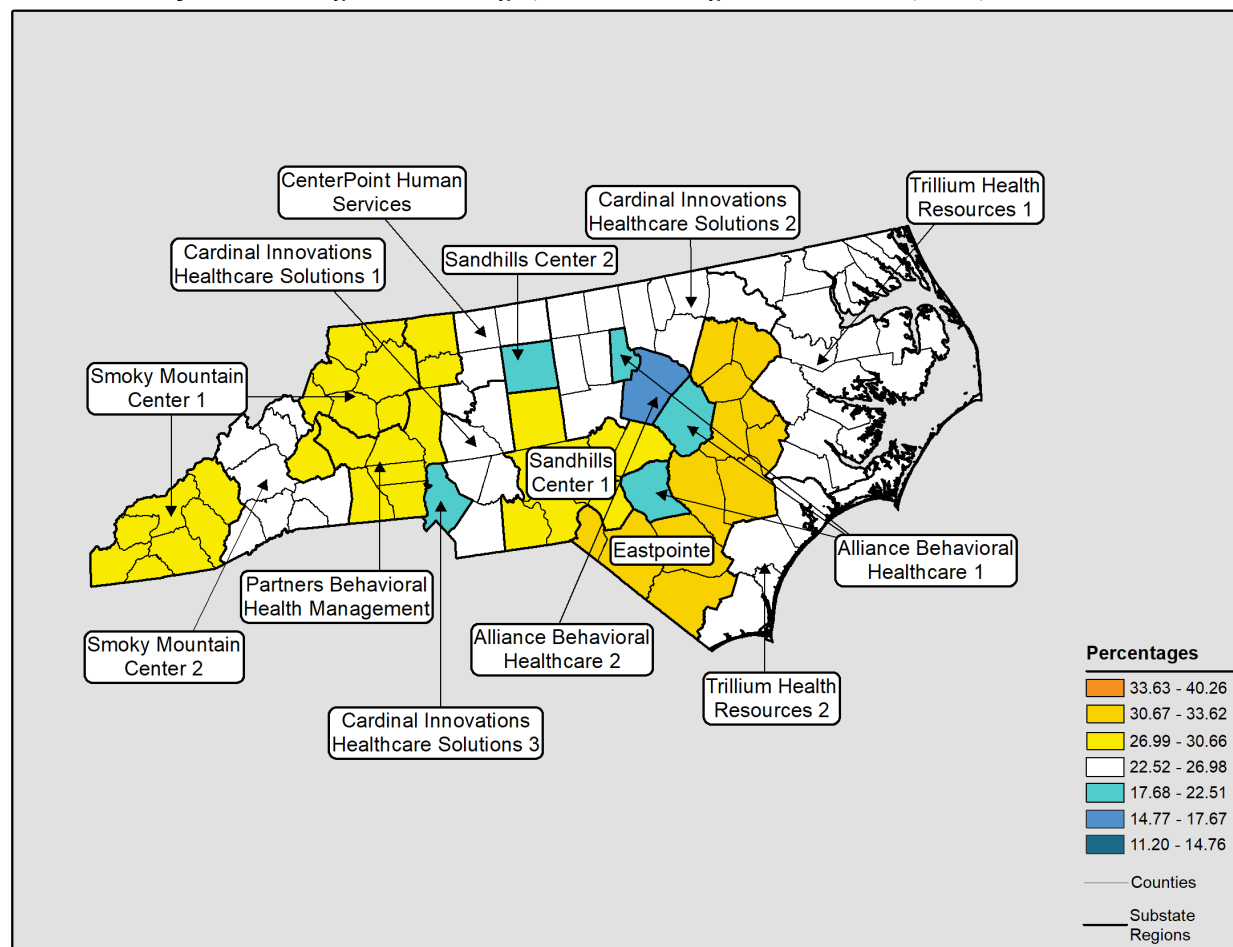 CenterPoint Human
Services
Cardinal Innovations
Healthcare Solutions 2
Trillium Health
Resources 1
Cardinal Innovations
Healthcare Solutions 1
Sandhills Center 2
Smoky Mountain
Center 1
Sandhills
Center 1
Eastpointe
Alliance Behavioral
Healthcare 1
Partners Behavioral
Health Management
Smoky Mountain
Center 2
Alliance Behavioral
Healthcare 2
Trillium Health
Resources 2
Cardinal Innovations
Healthcare Solutions 3
Percentages
33.63 - 40.26
30.67 - 33.62
26.99 - 30.66
22.52 - 26.98
17.68 - 22.51
14.77 - 17.67
11.20 - 14.76
Counties
Substate
Regions